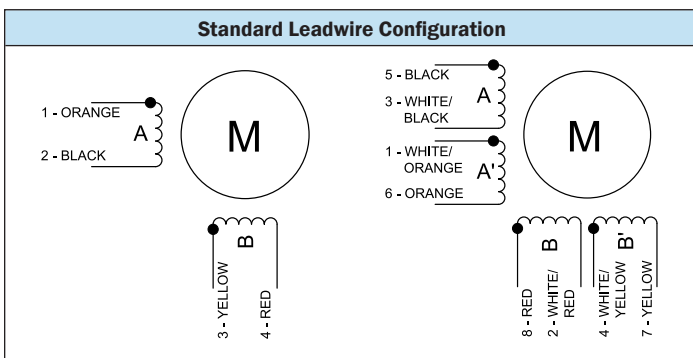 Standard Leadwire Configuration
1 - ORANGE
A
2 - BLACK
M
B
3 - YELLOW
4 - RED
5 - BLACK
3 - WHITE/
BLACK
A
1 - WHITE/
ORANGE
A'
6 - ORANGE
M
B
B'
8 - RED
2 - WHITE/
RED
4 - WHITE/
YELLOW
7 - YELLOW